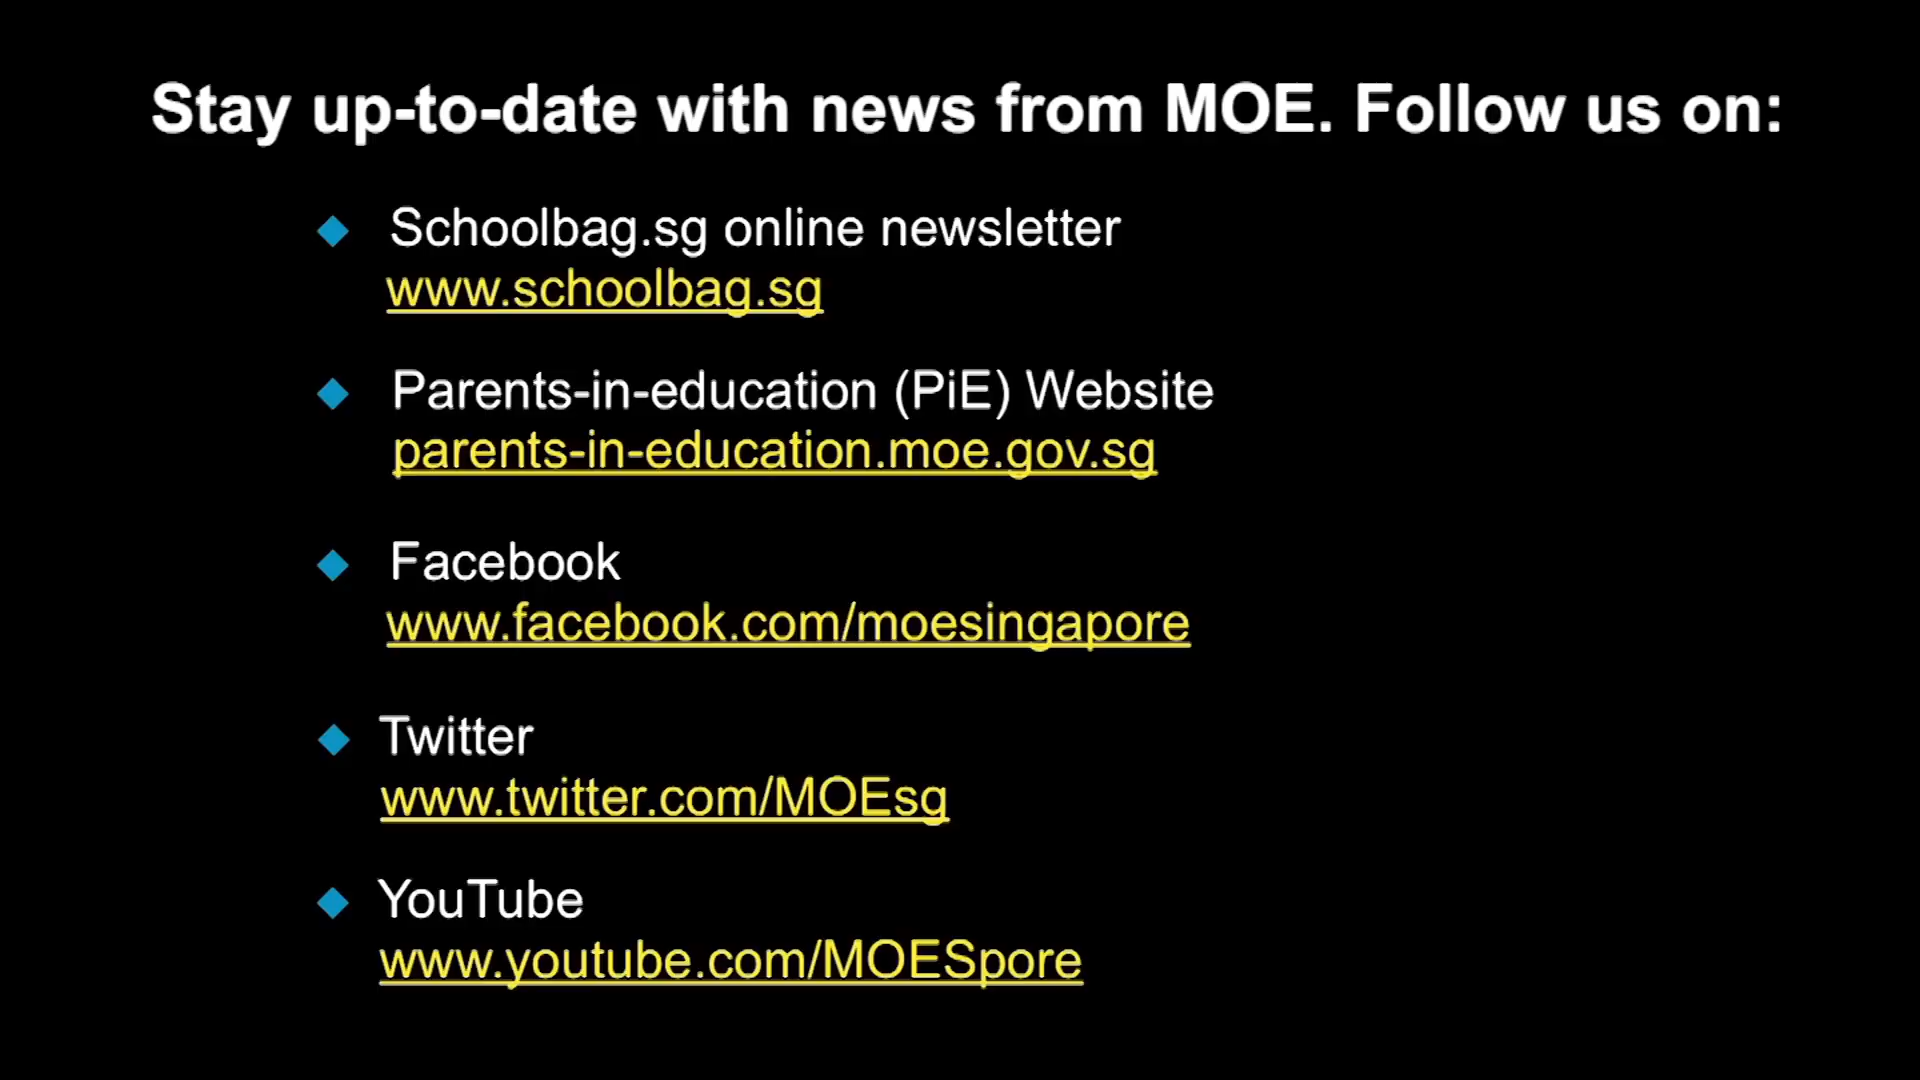 Stay up-to-date with news from MOE. Follow us on:
Schoolbag.sg online newsletter
www.schoolbag.sg
Parents-in-education (PiE) Website
parents-in-education.moe.gov.sg
Facebook
www.facebook.com/moesingapore
Twitter
www.twitter.com/MOEsg
YouTube
www.youtube.com/MOESpore